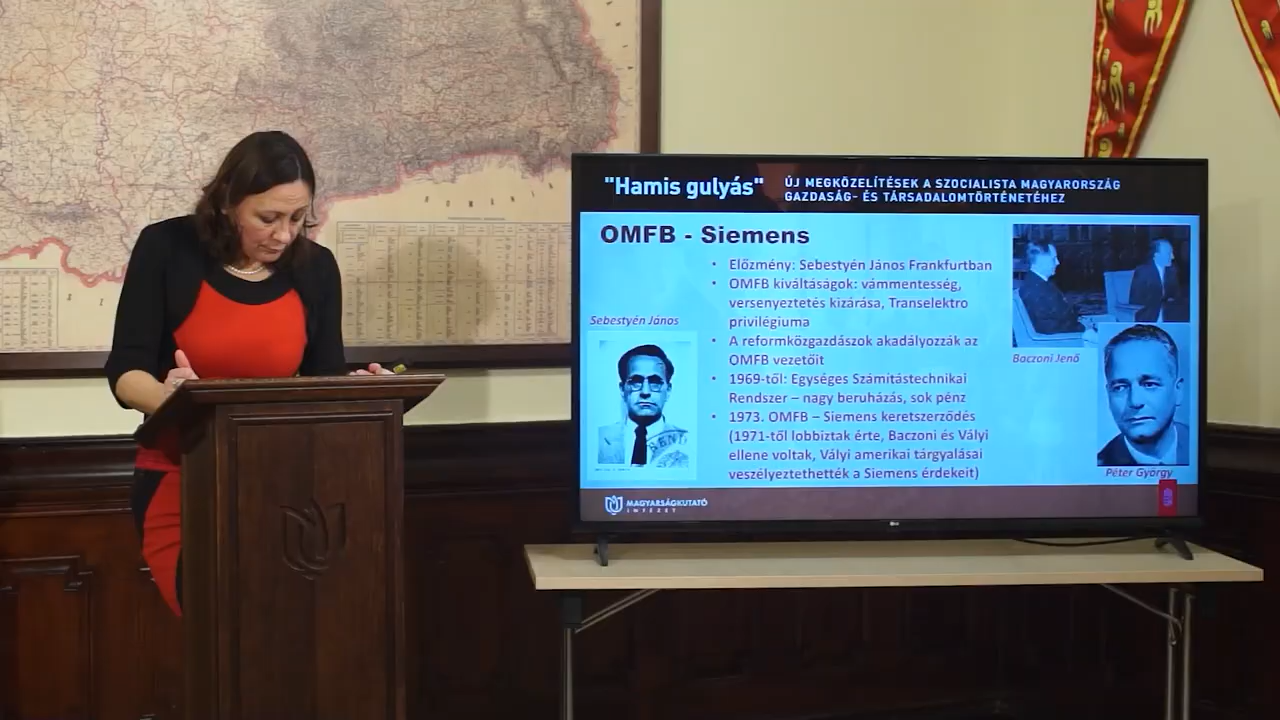 "Hamis gulyás"
ÚJ MEGKÖZELÍTÉSEK A SZOCIALISTA MAGYARORSZÁG
GAZDASÁG- ÉS TÁRSADALOMTÖRTÉNETÉHEZ
OMFB - Siemens
• Előzmény: Sebestyén János Frankfurtban
• OMFB kiváltáságok: vámmentesség,
versenyeztetés kizárása, Transelektro
privilégiuma
• A reformközgazdászok akadályozzák az
OMFB vezetőit
• 1969-től: Egységes Számítástechnikai
Rendszer – nagy beruházás, sok pénz
• 1973. OMFB – Siemens keretszerződés
(1971-től lobbiztak érte, Baczoni és Vályi
ellene voltak, Vályi amerikai tárgyalásai
veszélyeztethették a Siemens érdekeit)
Sebestyén János
Baczoni Jenő
Péter György
MAGYARSÁGKUTATÓ
INTÉZET
LG